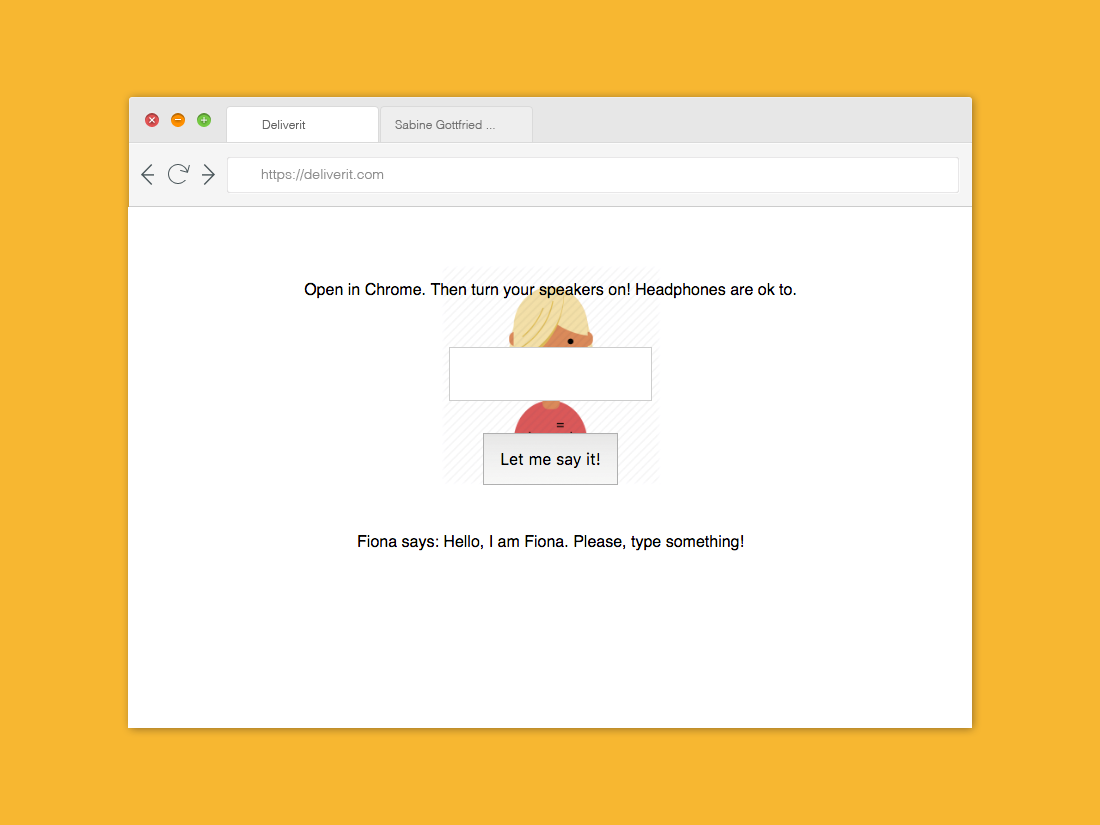 Deliverit
Sabine Gottfried ...
https://deliverit.com
Open in Chrome. Then turn your speakers on! Headphones are ok to.
=
Let me say it!
Fiona says: Hello, I am Fiona. Please, type something!